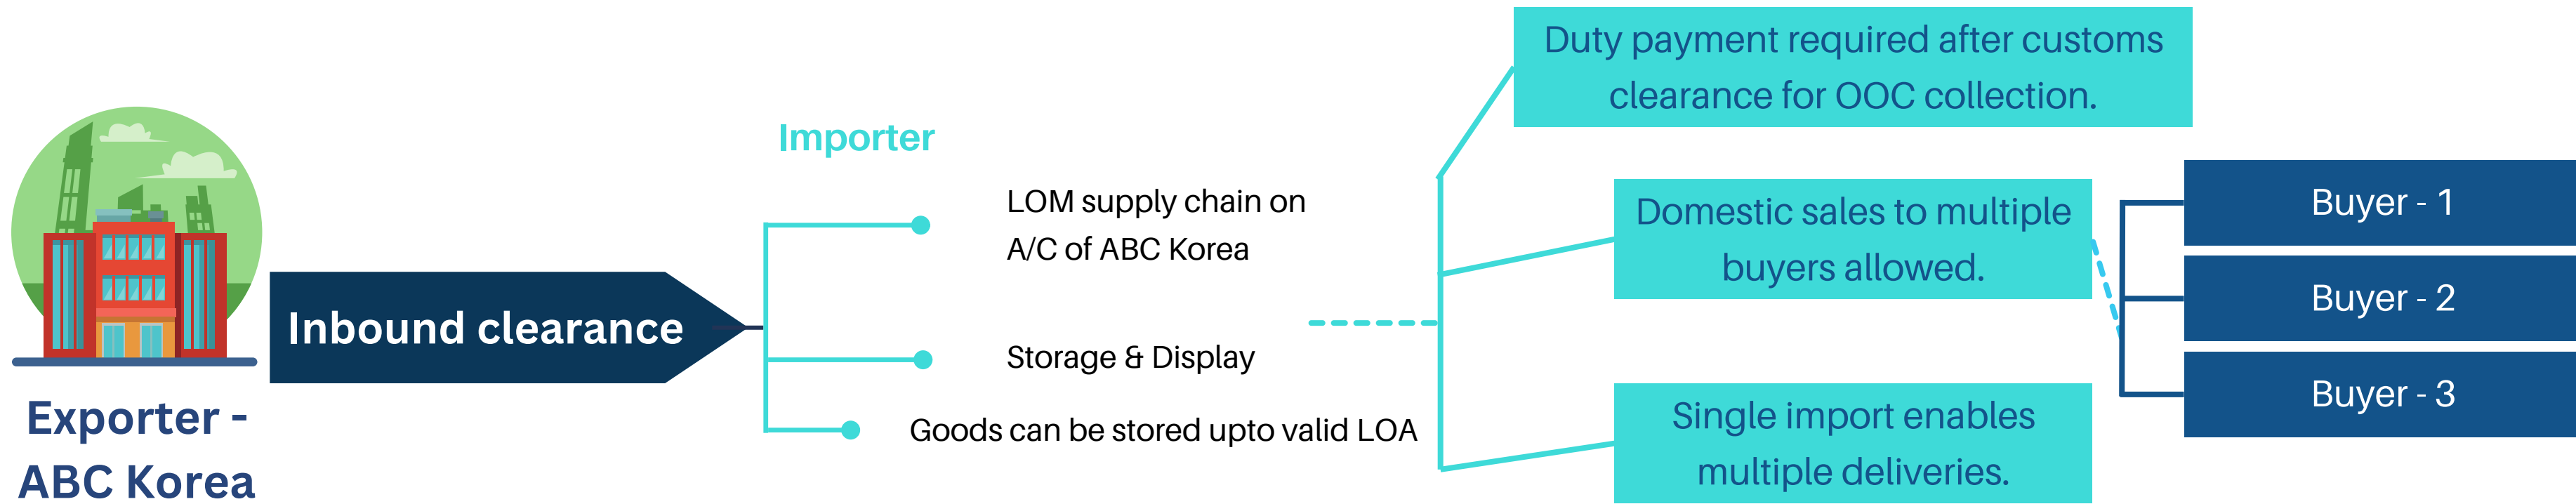 Exporter -
ABC Korea
Inbound clearance
Importer
LOM supply chain on
A/C of ABC Korea
Storage & Display
Goods can be stored upto valid LOA
Duty payment required after customs
clearance for OOC collection.
Domestic sales to multiple
buyers allowed.
Single import enables
multiple deliveries.
Buyer - 1
Buyer - 2
Buyer - 3